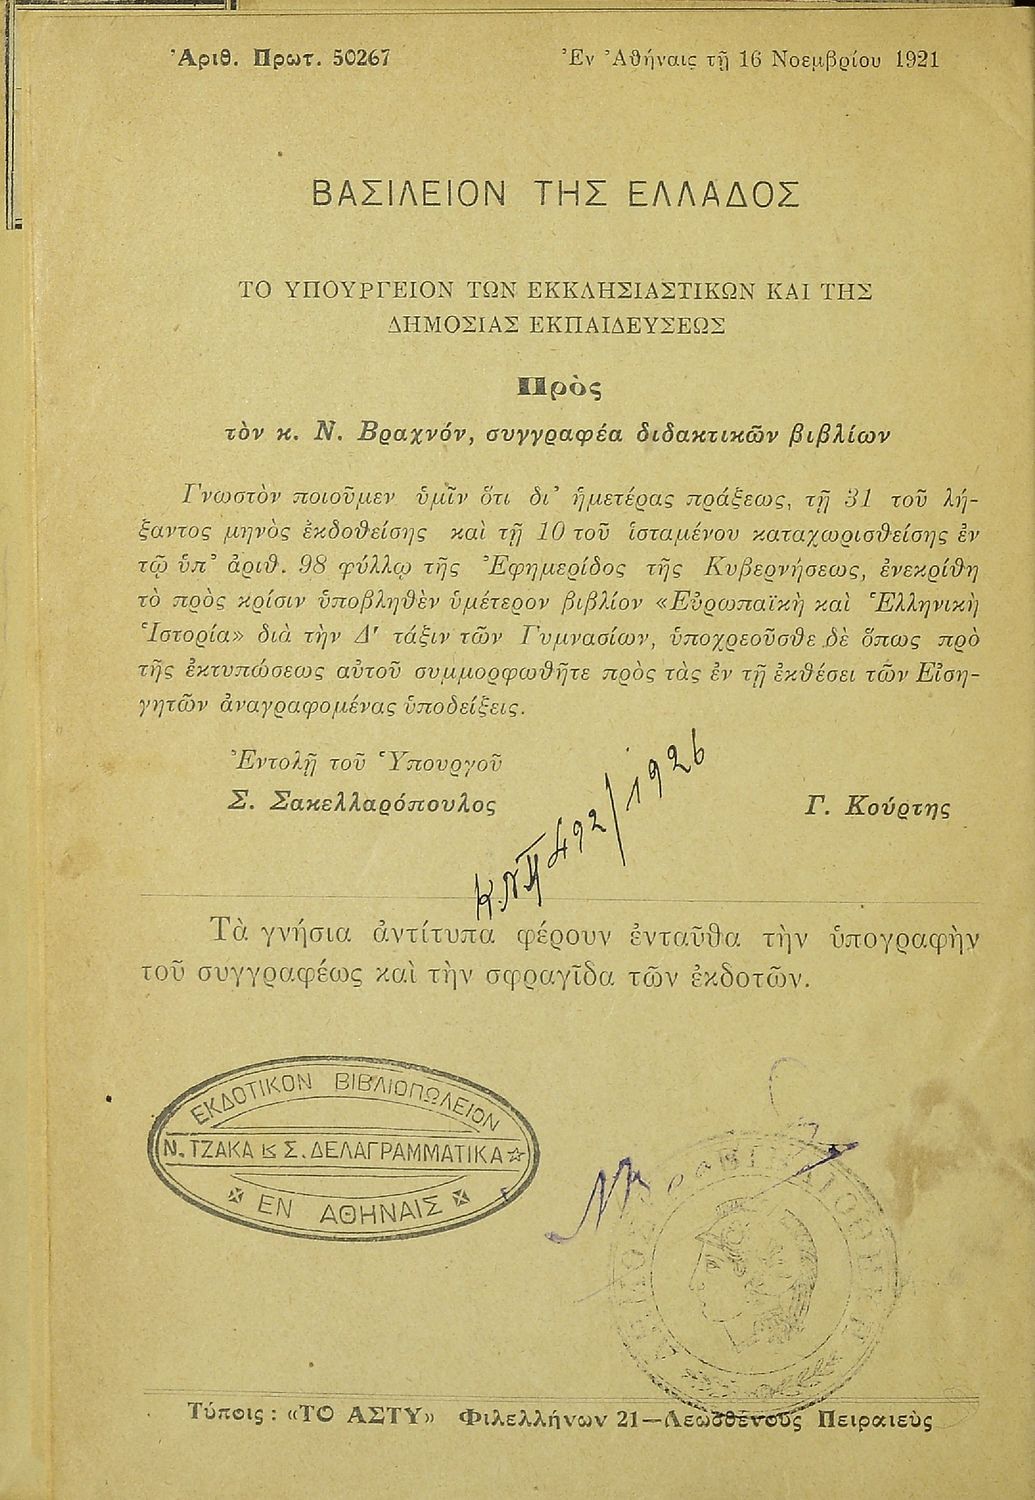 Ἀριθ. Πρωτ. 50267
Ἐν Ἀθήναις τῇ 16 Νοεμβρίου 1921
ΒΑΣΙΛΕΙΟΝ ΤΗΣ ΕΛΛΑΔΟΣ
ΤΟ ΥΠΟΥΡΓΕΙΟΝ ΤΩΝ ΕΚΚΛΗΣΙΑΣΤΙΚΩΝ ΚΑΙ ΤΗΣ
ΔΗΜΟΣΙΑΣ ΕΚΠΑΙΔΕΥΣΕΩΣ
Πρὸς
τὸν κ. Ν. Βραχνόν, συγγραφέα διδακτικῶν βιβλίων
Γνωστὸν ποιοῦμεν ὑμῖν ὅτι δι' ἡμετέρας πράξεως, τῇ 31 τοῦ λή-
ξαντος μηνὸς ἐκδοθείσης καὶ τῇ 10 τοῦ ἱσταμένου καταχωρισθείσης ἐν
τῷ ὑπ' ἀριθ. 98 φύλλῳ τῆς Ἐφημερίδος τῆς Κυβερνήσεως, ἐνεκρίθη
τὸ πρὸς κρίσιν ὑποβληθὲν ὑμέτερον βιβλίον «Εὐρωπαϊκὴ καὶ Ἑλληνικὴ
Ἱστορία» διὰ τὴν Δ' τάξιν τῶν Γυμνασίων, ὑποχρεοῦσθε δὲ ὅπως πρὸ
τῆς ἐκτυπώσεως αὐτοῦ συμμορφωθῆτε πρὸς τὰς ἐν τῇ ἐκθέσει τῶν Εἰση-
γητῶν ἀναγραφομένας ὑποδείξεις.
Ἐντολῇ τοῦ Ὑπουργοῦ
Σ. Σακελλαρόπουλος
Γ. Κούρτης
Κ.Ν 492/1926
Τὰ γνήσια ἀντίτυπα φέρουν ἐνταῦθα τὴν ὑπογραφὴν
τοῦ συγγραφέως καὶ τὴν σφραγῖδα τῶν ἐκδοτῶν.
ΕΚΔΟΤΙΚΟΝ ΒΙΒΛΙΟΠΩΛΕΙΟΝ
Ν. ΤΖΑΚΑ & Σ. ΔΕΛΑΓΡΑΜΜΑΤΙΚΑ
ΕΝ ΑΘΗΝΑΙΣ
Τύποις: «ΤΟ ΑΣΤΥ» Φιλελλήνων 21—Λεωσθένους Πειραιεὺς